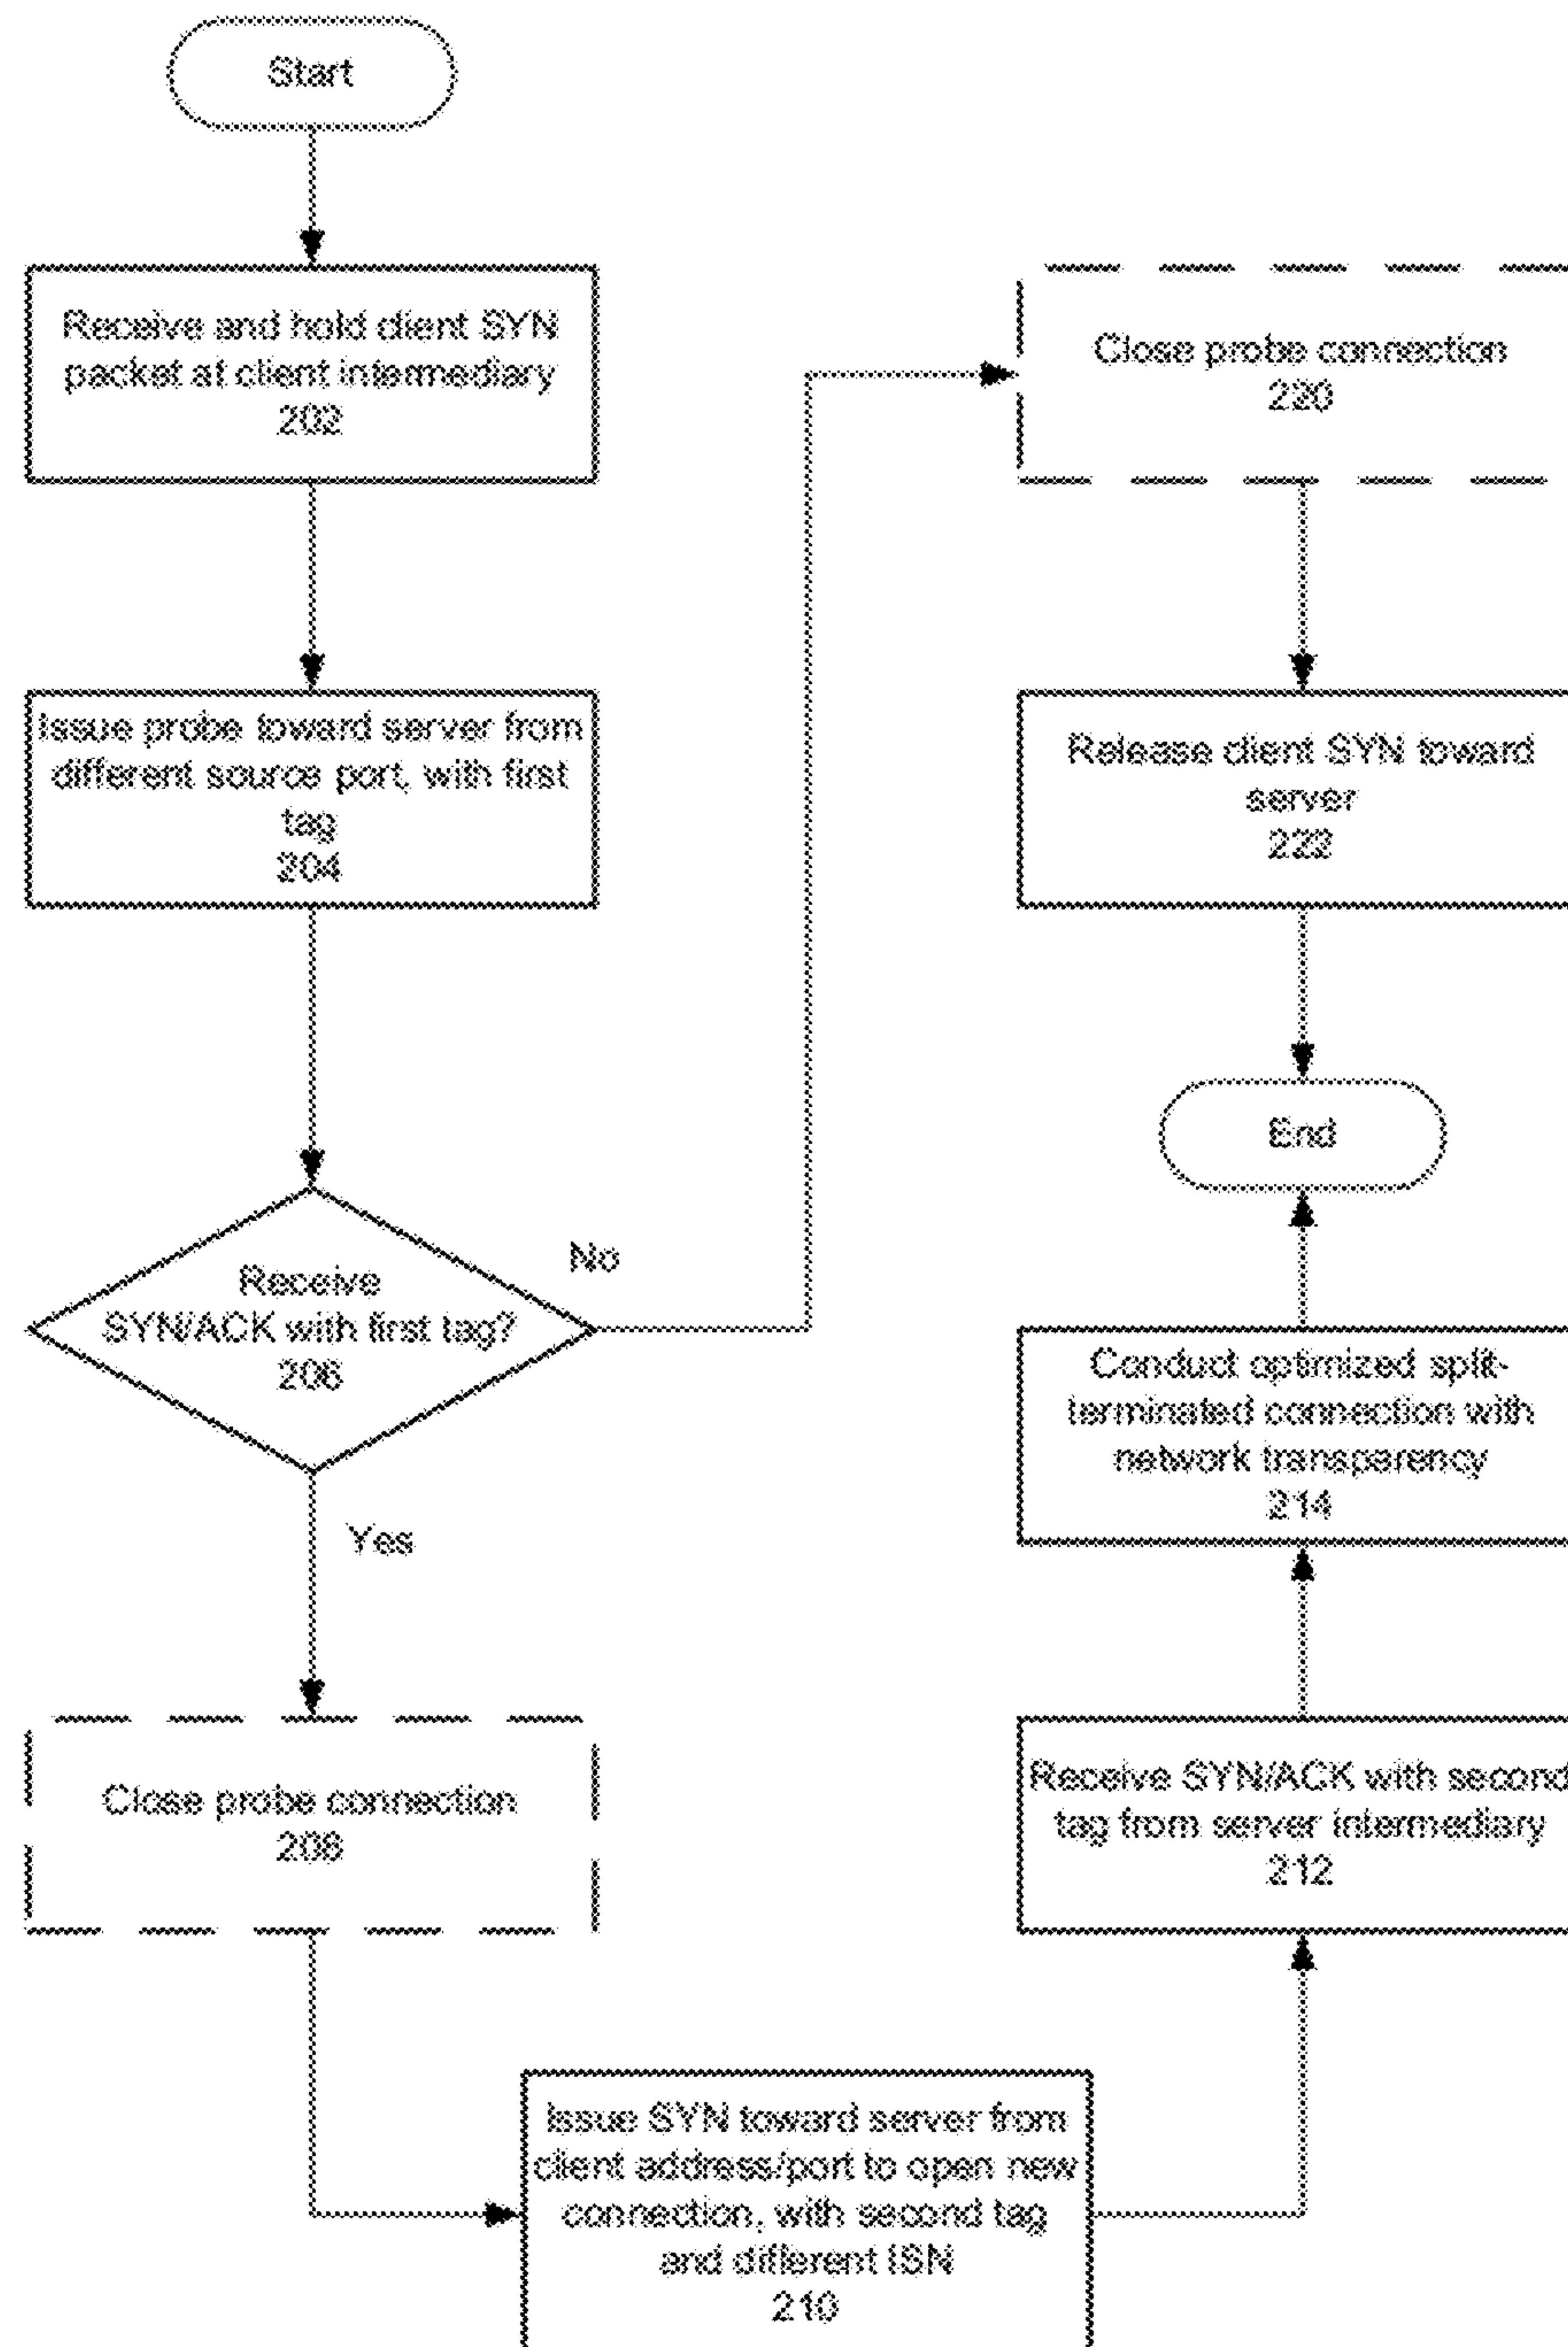 Start
Receive and hold client SYN
packet at client intermediary
202
Issue probe toward server from
different source port, with first
tag
204
Receive
SYN/ACK with first tag?
206
No
Yes
Close probe connection
208
Issue SYN toward server from
client address/port to open new
connection, with second tag
and different ISN
210
Receive SYN/ACK with second
tag from server intermediary
212
Conduct optimized split-
terminated connection with
network transparency
214
Close probe connection
220
Release client SYN toward
server
222
End